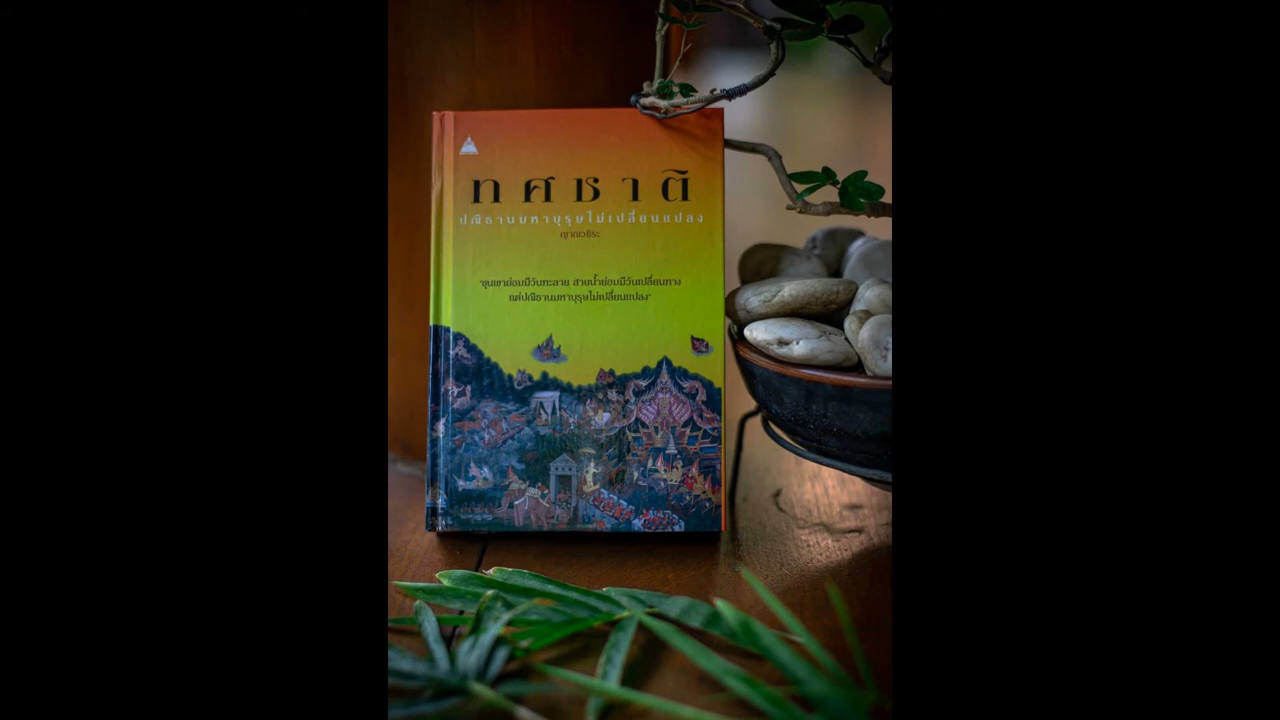 ทศชาติ
ปณิธานมหาบุรุษไม่เปลี่ยนแปลง
ญาณวชิระ
"ขุนเขาย่อมมีวันทะลาย สายน้ำย่อมมีวันเปลี่ยนทาง
แต่ปณิธานมหาบุรุษไม่เปลี่ยนแปลง"